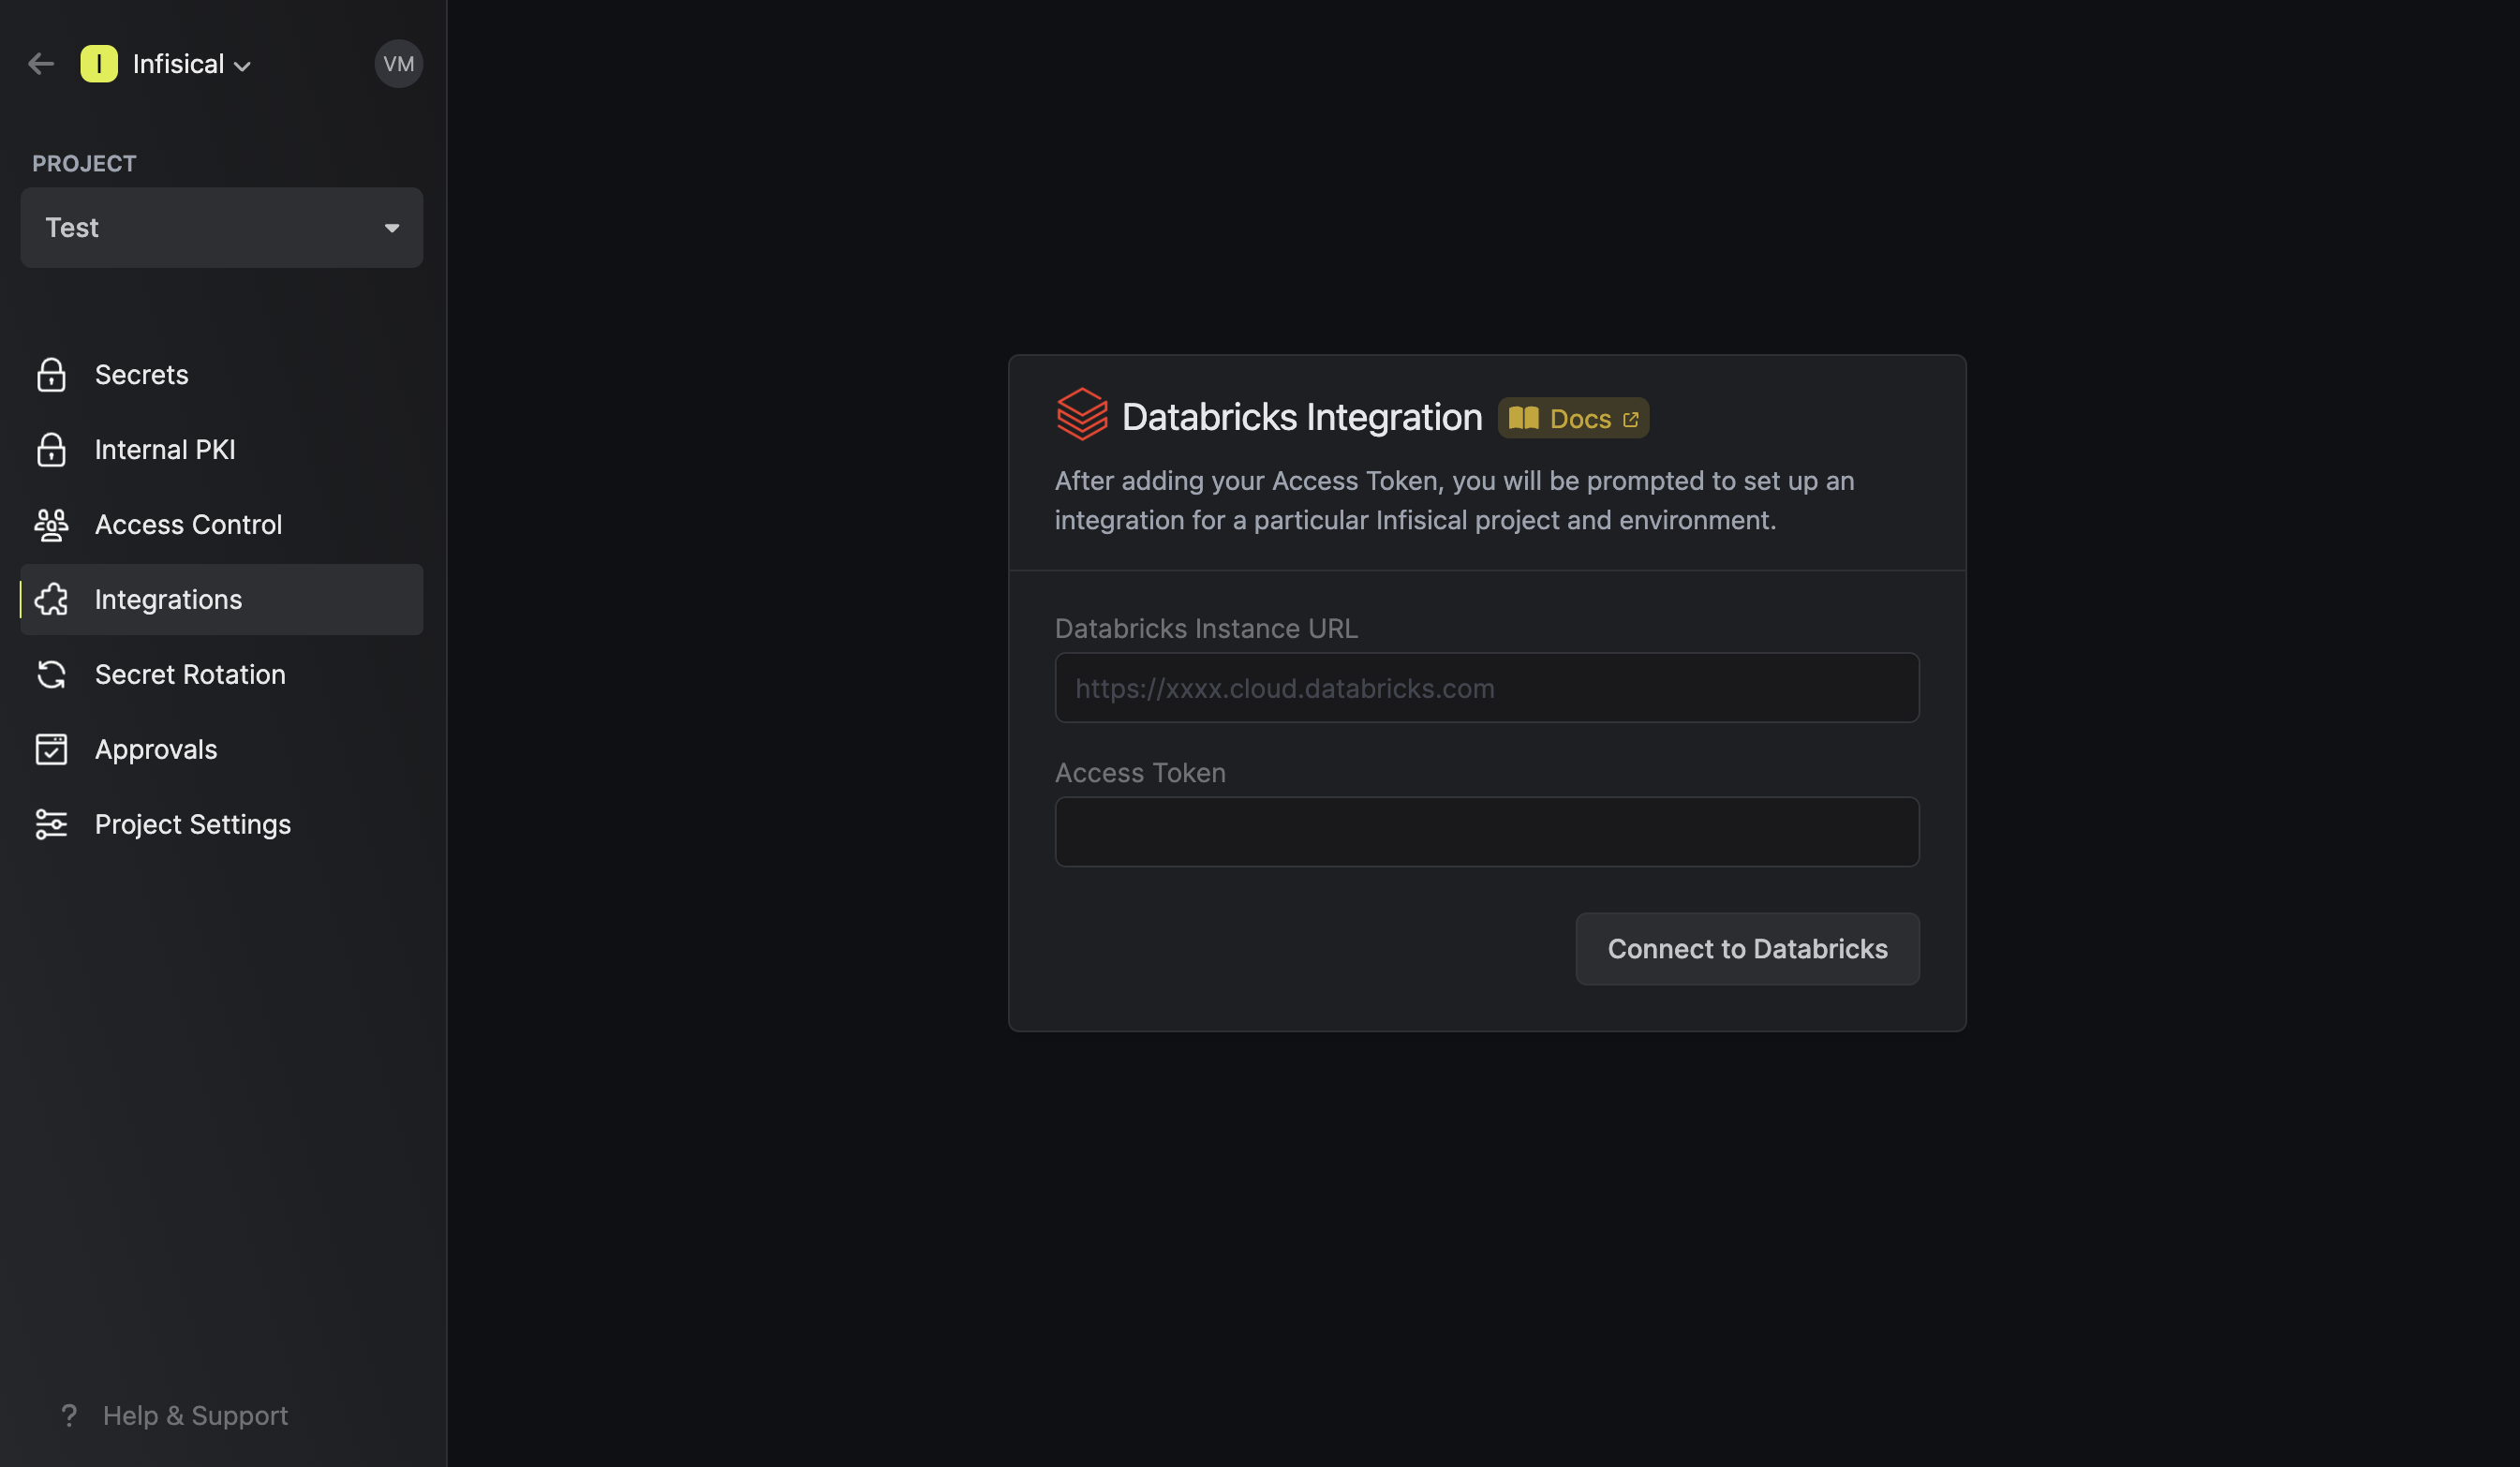 I Infisical VM
PROJECT
Test
Secrets
Internal PKI
Access Control
Integrations
Secret Rotation
Approvals
Project Settings
? Help & Support
Databricks Integration Docs
After adding your Access Token, you will be prompted to set up an
integration for a particular Infisical project and environment.
Databricks Instance URL
https://xxxx.cloud.databricks.com
Access Token
Connect to Databricks